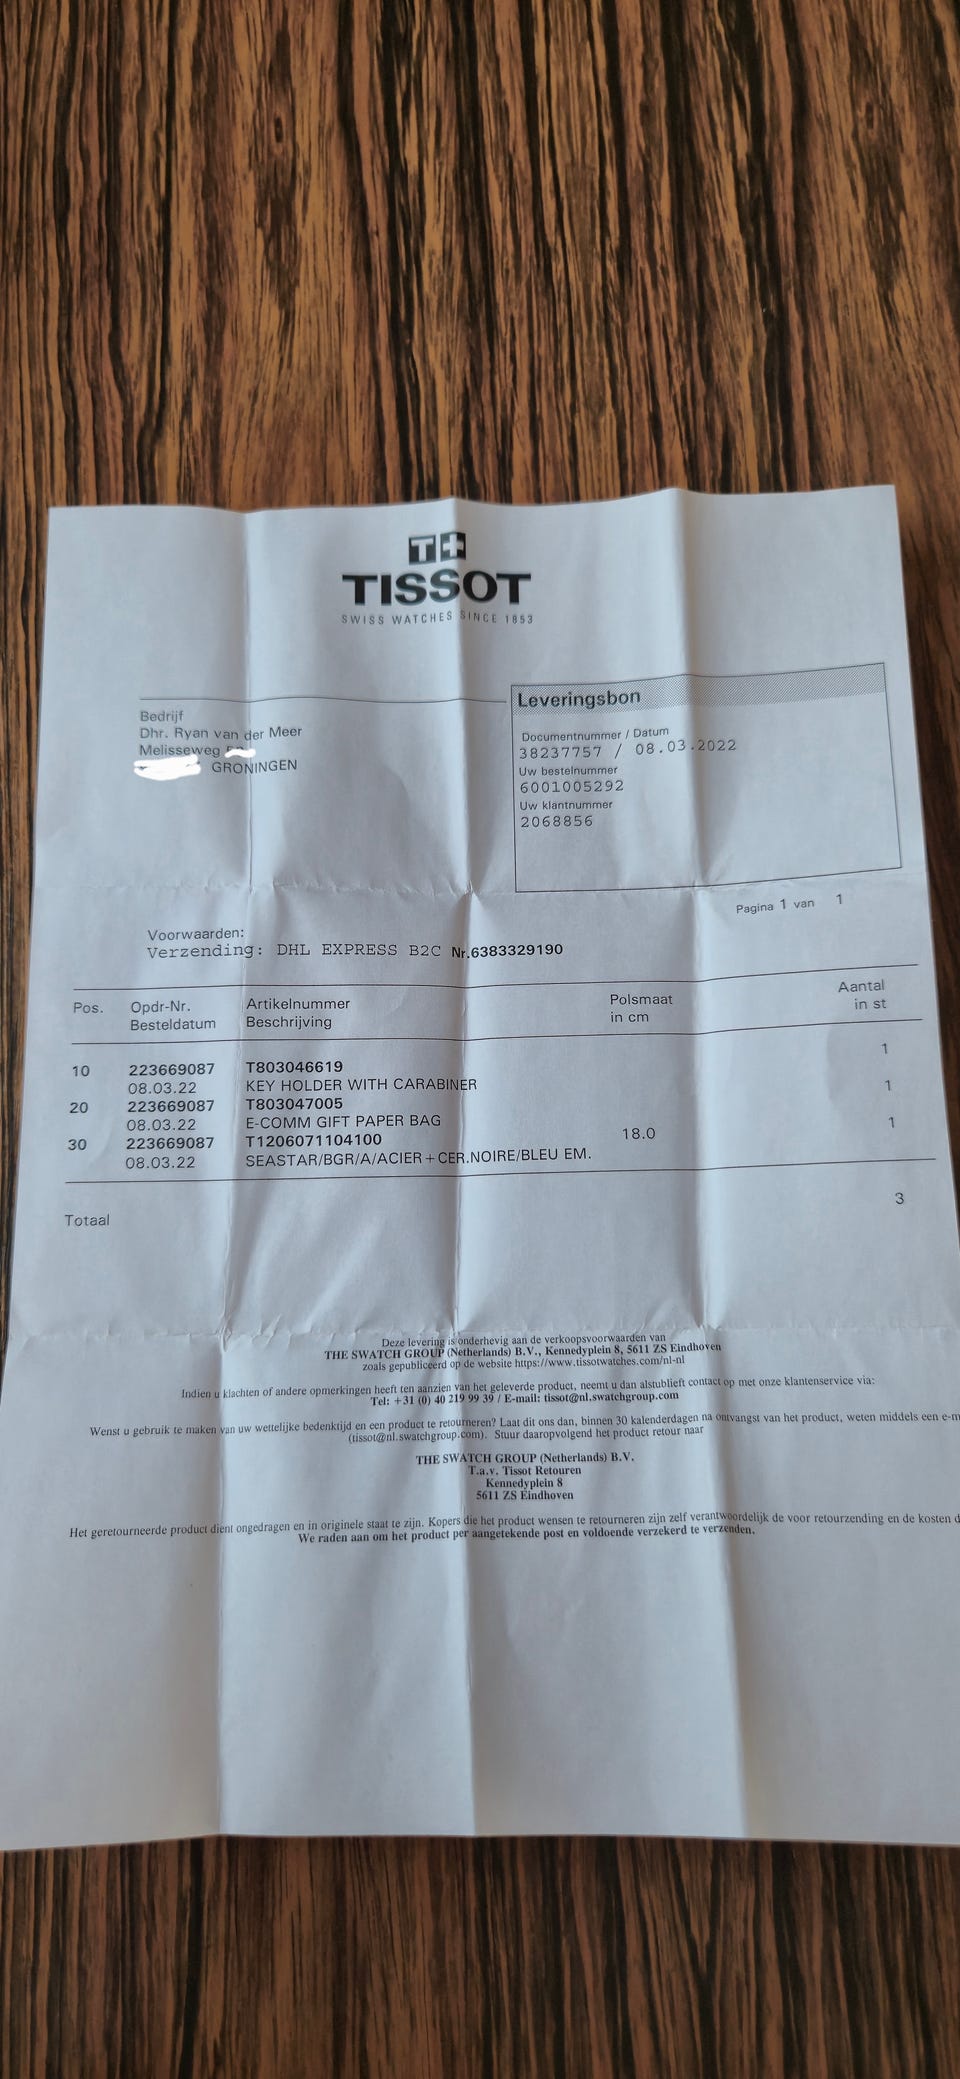 T+
TISSOT
SWISS WATCHES SINCE 1853
Bedrijf
Dhr. Ryan van der Meer
Melisseweg
GRONINGEN
Leveringsbon
Documentnummer / Datum
38237757 / 08.03.2022
Uw bestelnummer
6001005292
Uw klantnummer
2068856
Pagina 1 van 1
Voorwaarden:
Verzending: DHL EXPRESS B2C Nr.6383329190
Pos. Opdr-Nr. Artikelnummer Polsmaat Aantal
Besteldatum Beschrijving in cm in st
10 223669087 T803046619 1
08.03.22 KEY HOLDER WITH CARABINER
20 223669087 T803047005 1
08.03.22 E-COMM GIFT PAPER BAG
30 223669087 T1206071104100 18.0 1
08.03.22 SEASTAR/BGR/A/ACIER+CER.NOIRE/BLEU EM.
Totaal 3
Deze levering is onderhevig aan de verkoopsvoorwaarden van
THE SWATCH GROUP (Netherlands) B.V., Kennedyplein 8, 5611 ZS Eindhoven
zoals gepubliceerd op de website https://www.tissotwatches.com/nl-nl
Indien u klachten of andere opmerkingen heeft ten aanzien van het geleverde product, neemt u dan alstublieft contact op met onze klantenservice via:
Tel: +31 (0) 40 219 99 39 / E-mail: tissot@nl.swatchgroup.com
Wenst u gebruik te maken van uw wettelijke bedenktijd en een product te retourneren? Laat dit ons dan, binnen 30 kalenderdagen na ontvangst van het product, weten middels een e-m
(tissot@nl.swatchgroup.com). Stuur daaropvolgend het product retour naar
THE SWATCH GROUP (Netherlands) B.V.
T.a.v. Tissot Retouren
Kennedyplein 8
5611 ZS Eindhoven
Het geretourneerde product dient ongedragen en in originele staat te zijn. Kopers die het product wensen te retourneren zijn zelf verantwoordelijk de voor retourzending en de kosten d
We raden aan om het product per aangetekende post en voldoende verzekerd te verzenden.